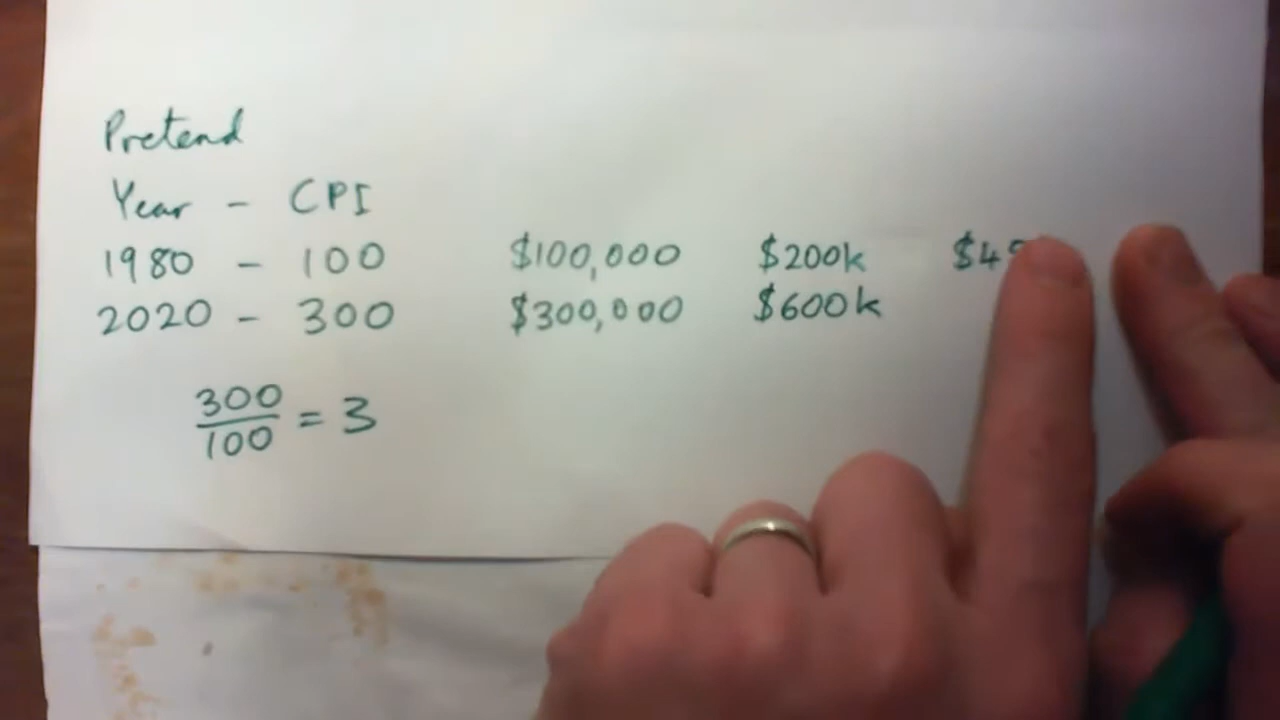 Pretend
Year - CPI
1980 - 100 $100,000 $200k
2020 - 300 $300,000 $600k
300/100 = 3